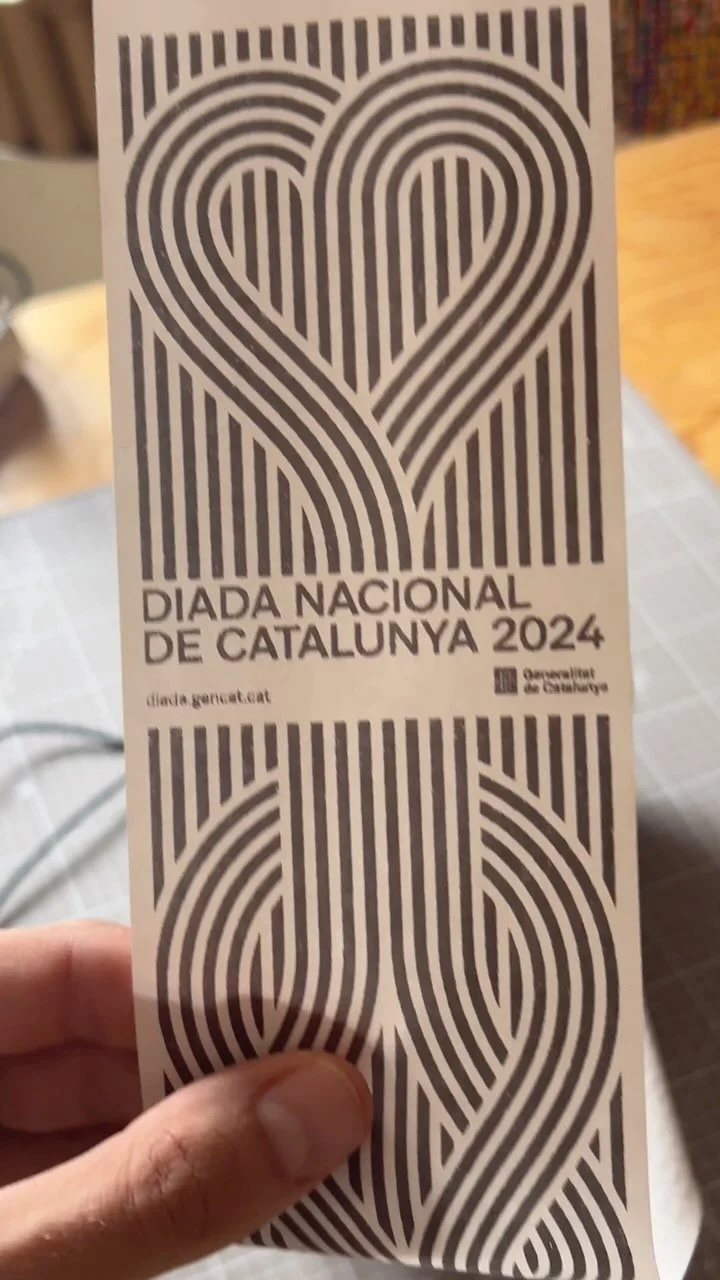 DIADA NACIONAL
DE CATALUNYA 2024
diada.gencat.cat
Generalitat
de Catalunya